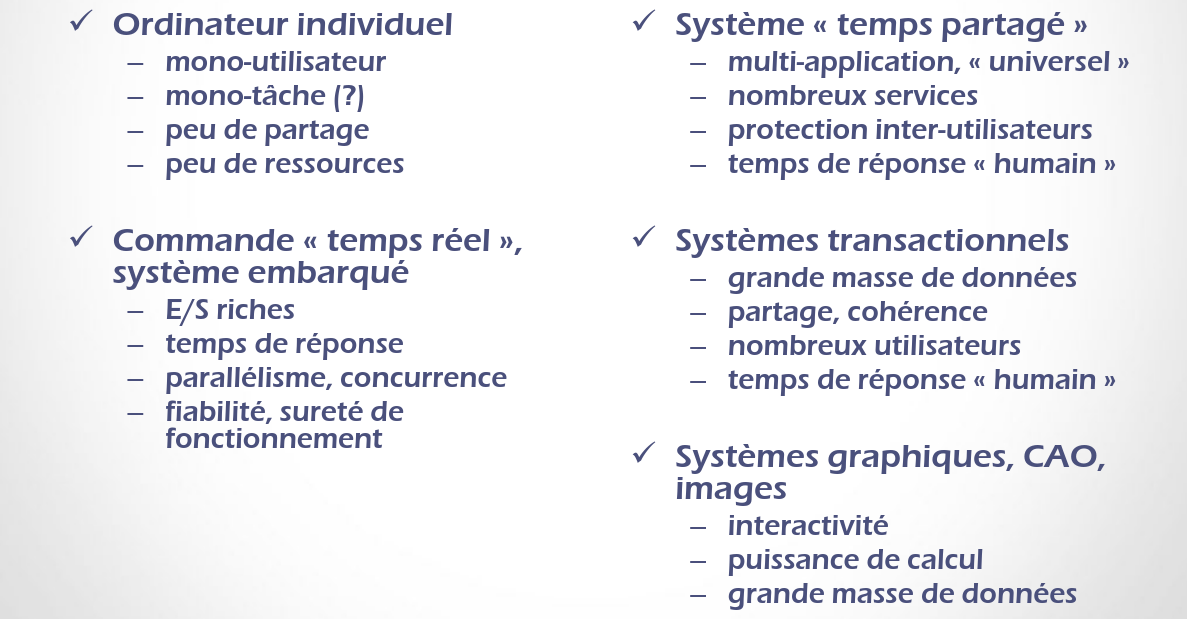 ✓ Ordinateur individuel
– mono-utilisateur
– mono-tâche (?)
– peu de partage
– peu de ressources
✓ Commande « temps réel »,
système embarqué
– E/S riches
– temps de réponse
– parallélisme, concurrence
– fiabilité, sureté de
fonctionnement
✓ Système « temps partagé »
– multi-application, « universel »
– nombreux services
– protection inter-utilisateurs
– temps de réponse « humain »
✓ Systèmes transactionnels
– grande masse de données
– partage, cohérence
– nombreux utilisateurs
– temps de réponse « humain »
✓ Systèmes graphiques, CAO,
images
– interactivité
– puissance de calcul
– grande masse de données